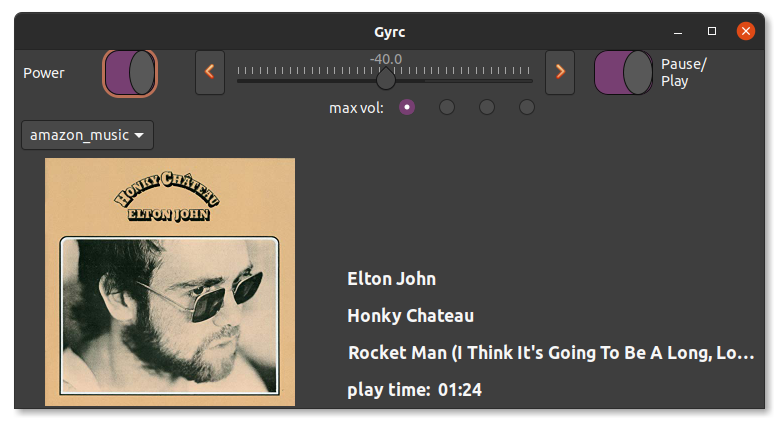 Gyrc
Power
-40.0
Pause/
Play
max vol:
amazon_music
HONKY CHÂTEAU
ELTON JOHN
Elton John
Honky Chateau
Rocket Man (I Think It's Going To Be A Long, Lo...
play time: 01:24